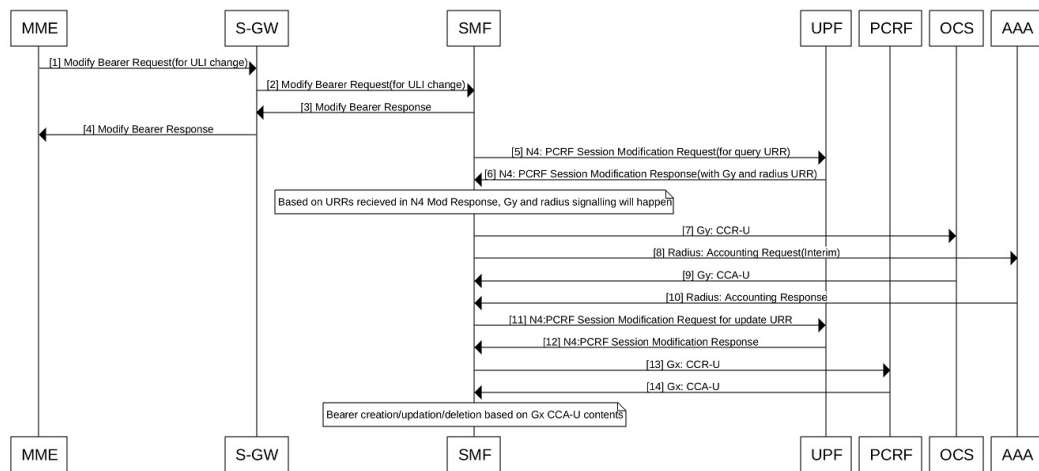 MME S-GW SMF UPF PCRF OCS AAA
[1] Modify Bearer Request(for ULI change)
[2] Modify Bearer Request(for ULI change)
[3] Modify Bearer Response
[4] Modify Bearer Response
[5] N4: PCRF Session Modification Request(for query URR)
[6] N4: PCRF Session Modification Response(with Gy and radius URR)
Based on URRs recieved in N4 Mod Response, Gy and radius signalling will happen
[7] Gy: CCR-U
[8] Radius: Accounting Request(Interim)
[9] Gy: CCA-U
[10] Radius: Accounting Response
[11] N4:PCRF Session Modification Request for update URR
[12] N4:PCRF Session Modification Response
[13] Gx: CCR-U
[14] Gx: CCA-U
Bearer creation/updation/deletion based on Gx CCA-U contents
MME S-GW SMF UPF PCRF OCS AAA